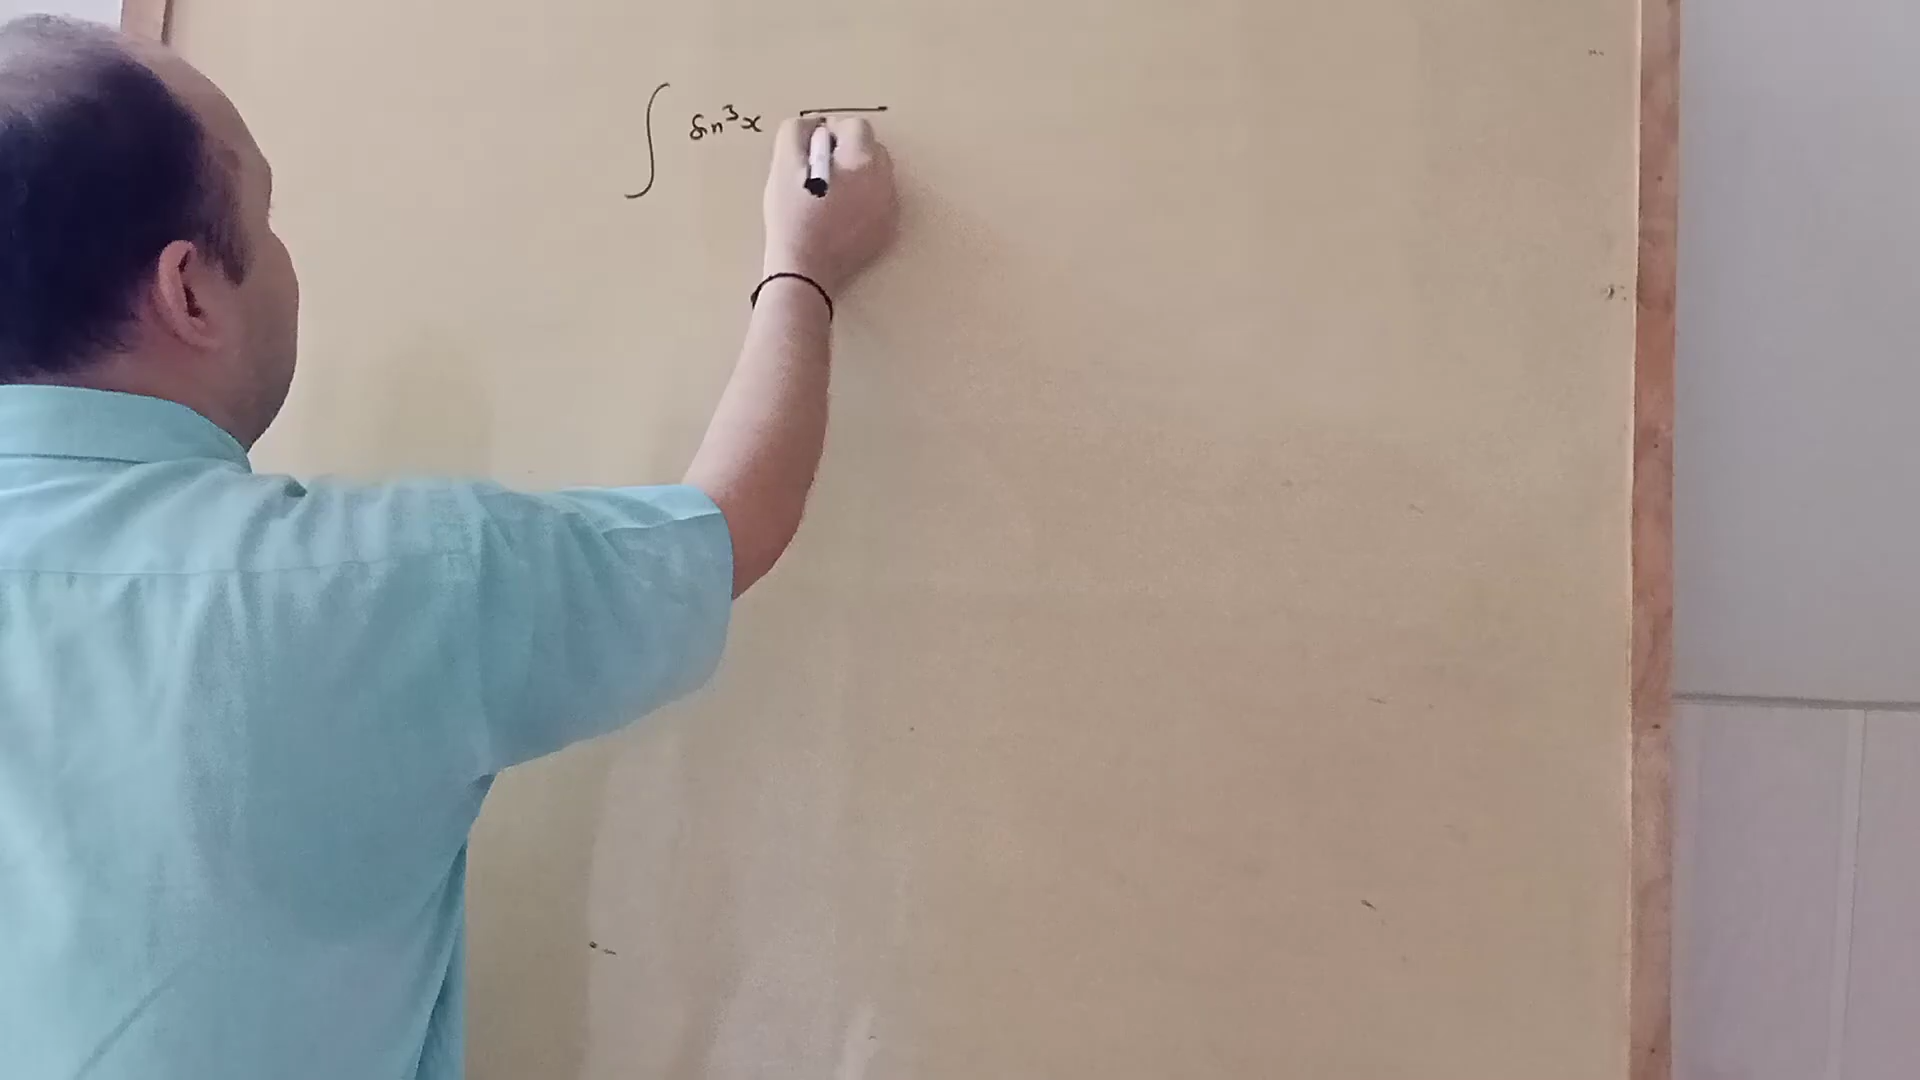 ∫ sin³x √